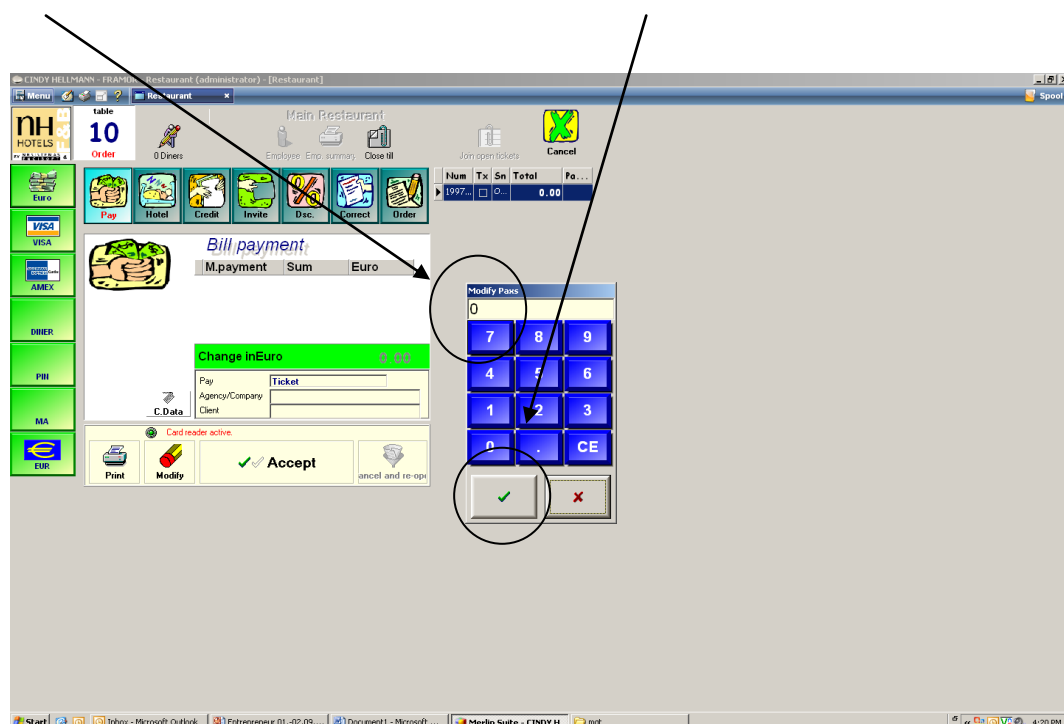 CINDY HELLMANN - FRAMO Restaurant (administrator) - [Restaurant]
Menu ? Restaurant × Spool
nH HOTELS
table
10
Order
0 Diners
Main Restaurant
Employee Emp. summary Close till
Join open tickets
Cancel
Euro
VISA
VISA
AMEX
DINER
PIN
MA
EUR
Pay Hotel Credit Invite Dsc. Correct Order
Num Tx Sn Total Pa...
1997... O... 0.00
Bill payment
M.payment Sum Euro
Change inEuro 0.00
Pay Ticket
Agency/Company
Client
C.Data
Card reader active.
Print Modify Accept ancel and re-op
Modify Paxs
0
7 8 9
4 5 6
1 2 3
0 . CE
Start Inbox - Microsoft Outlook Entrepreneur 01.-02.09.... Document1 - Microsoft ... Merlin Suite - CINDY H... mgt 4:20 PM